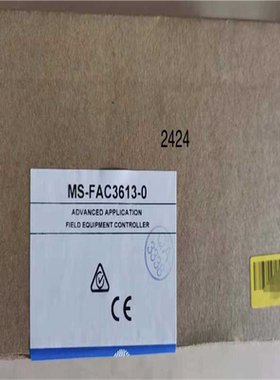 2424
MS-FAC3613-0
ADVANCED APPLICATION
FIELD EQUIPMENT CONTROLLER
CE